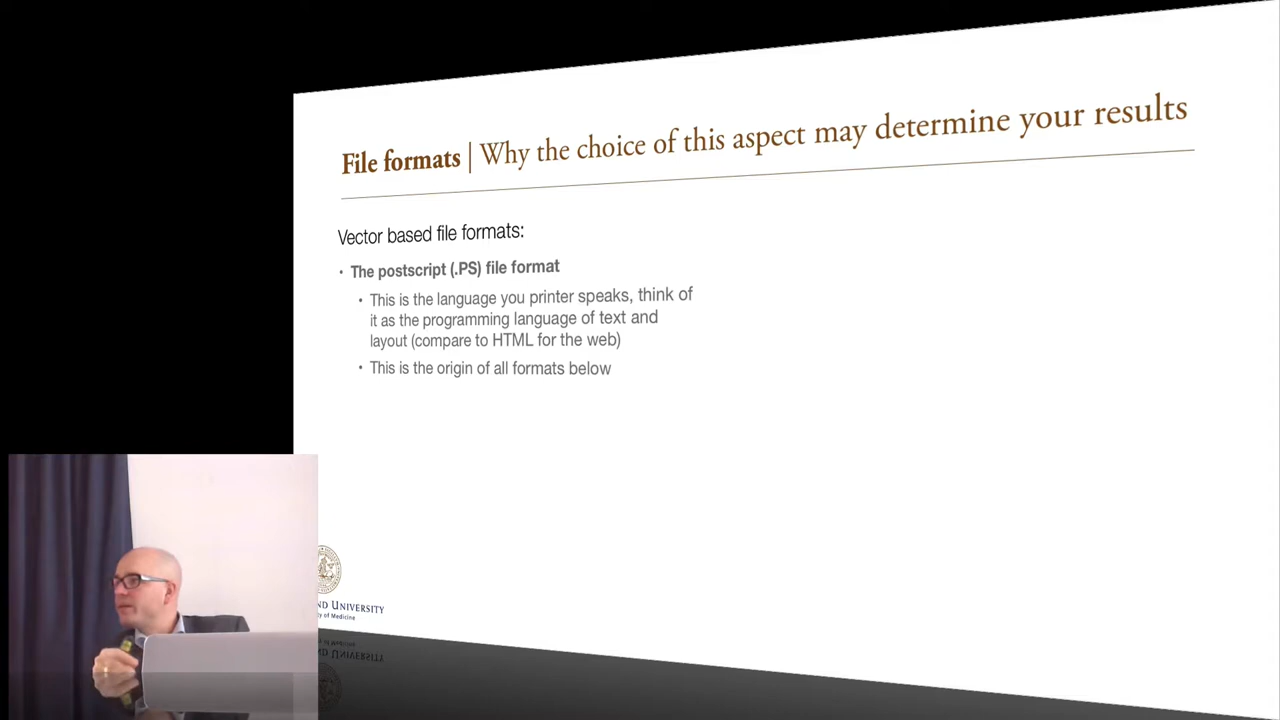 File formats | Why the choice of this aspect may determine your results
Vector based file formats:
• The postscript (.PS) file format
• This is the language you printer speaks, think of
it as the programming language of text and
layout (compare to HTML for the web)
• This is the origin of all formats below
UNIVERSITY
of Medicine